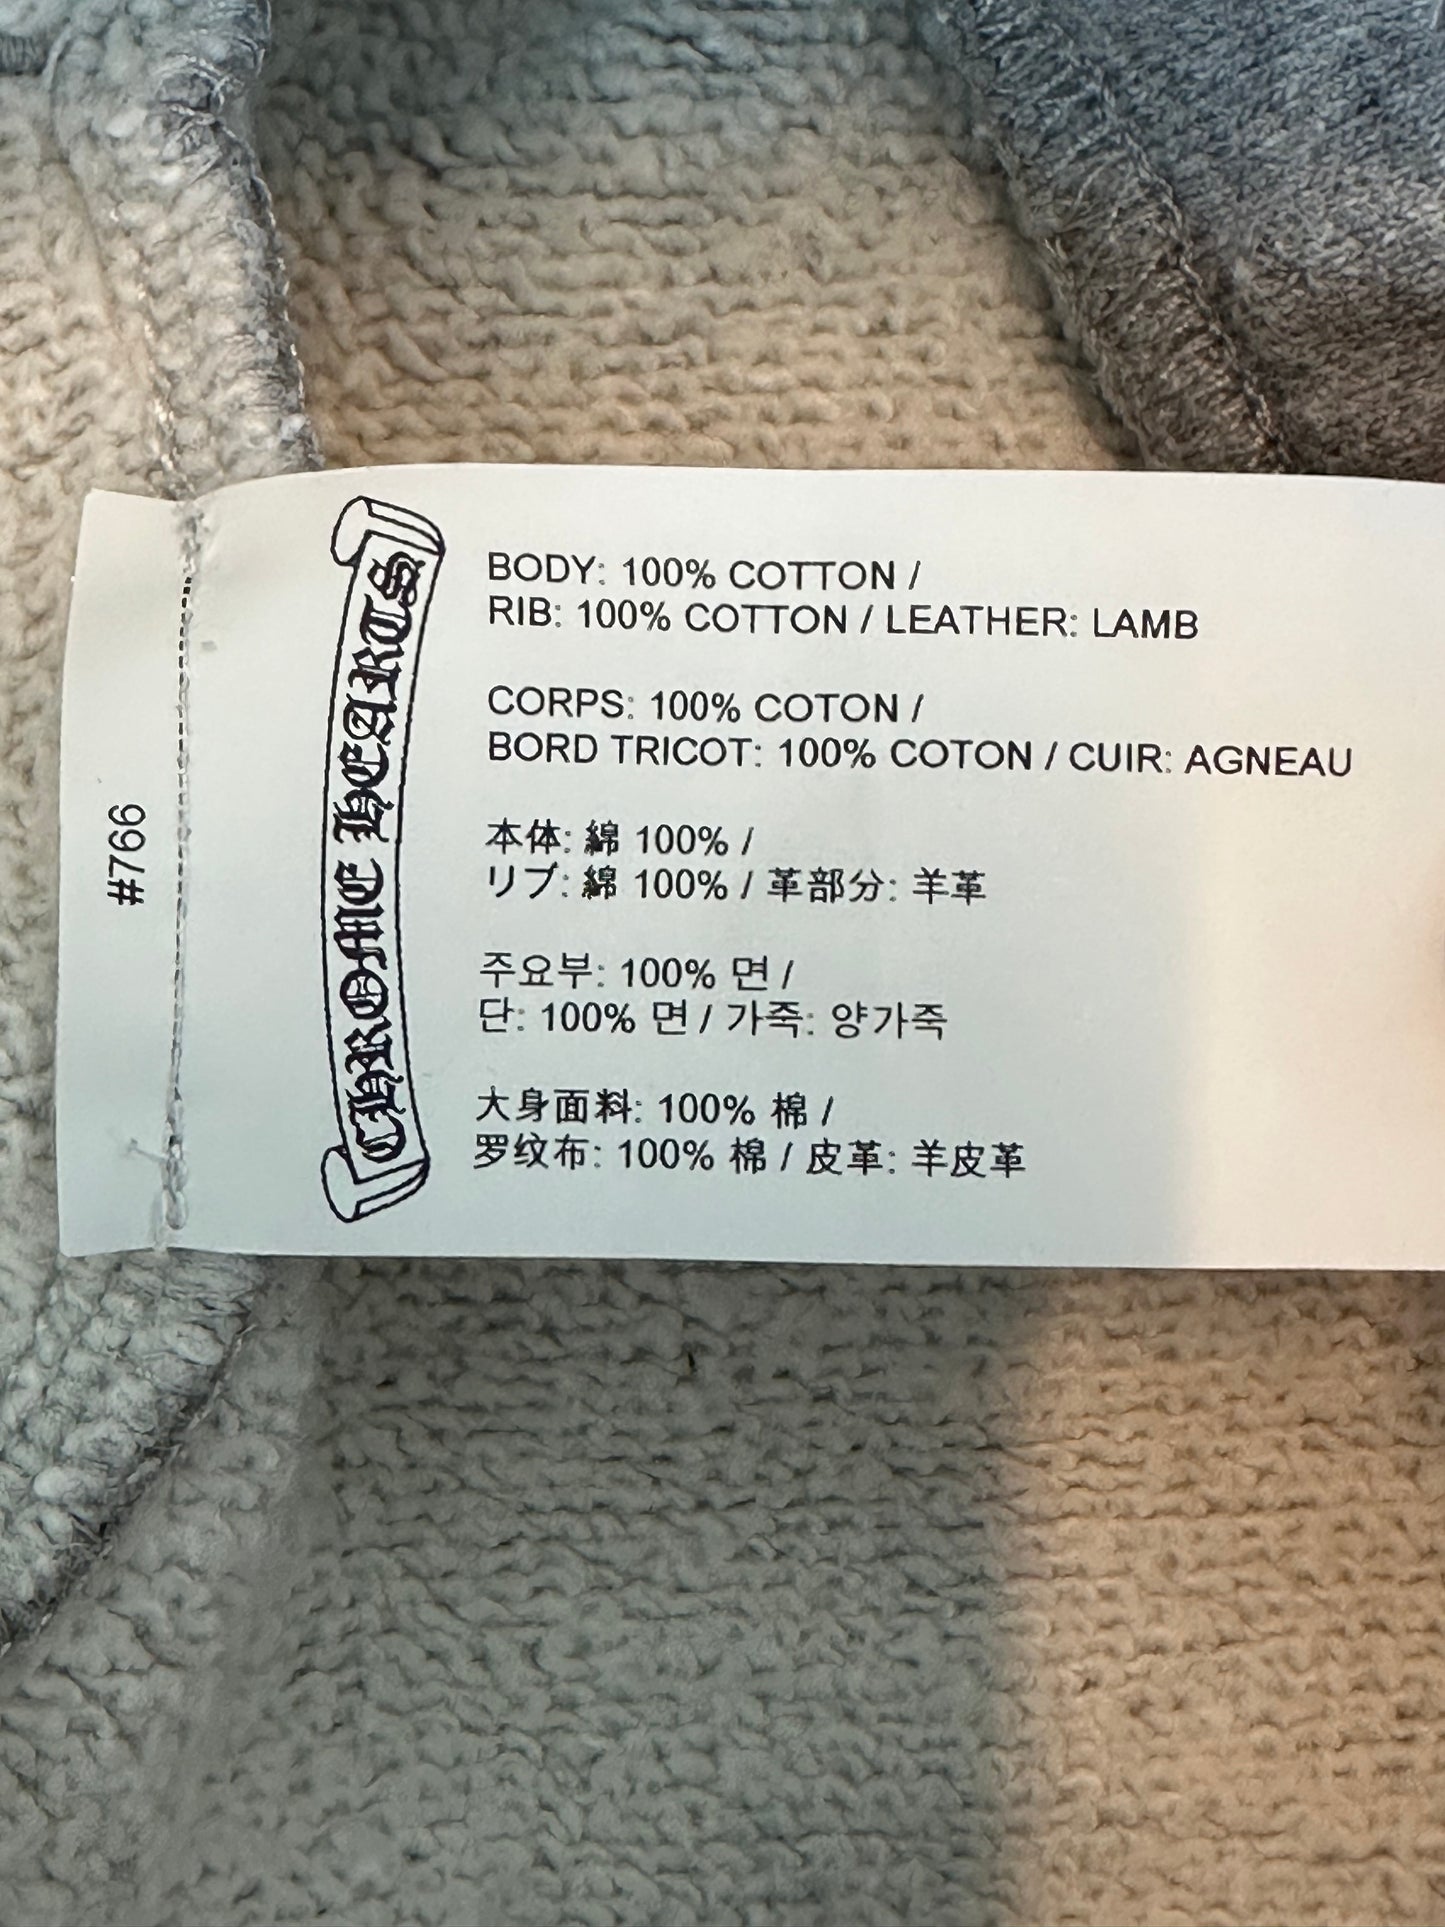 #766
CHROME HEARTS
BODY: 100% COTTON /
RIB: 100% COTTON / LEATHER: LAMB
CORPS: 100% COTON /
BORD TRICOT: 100% COTON / CUIR: AGNEAU
本体: 綿 100% /
リブ: 綿 100% / 革部分: 羊革
주요부: 100% 면 /
단: 100% 면 / 가죽: 양가죽
大身面料: 100% 棉 /
罗纹布: 100% 棉 / 皮革: 羊皮革